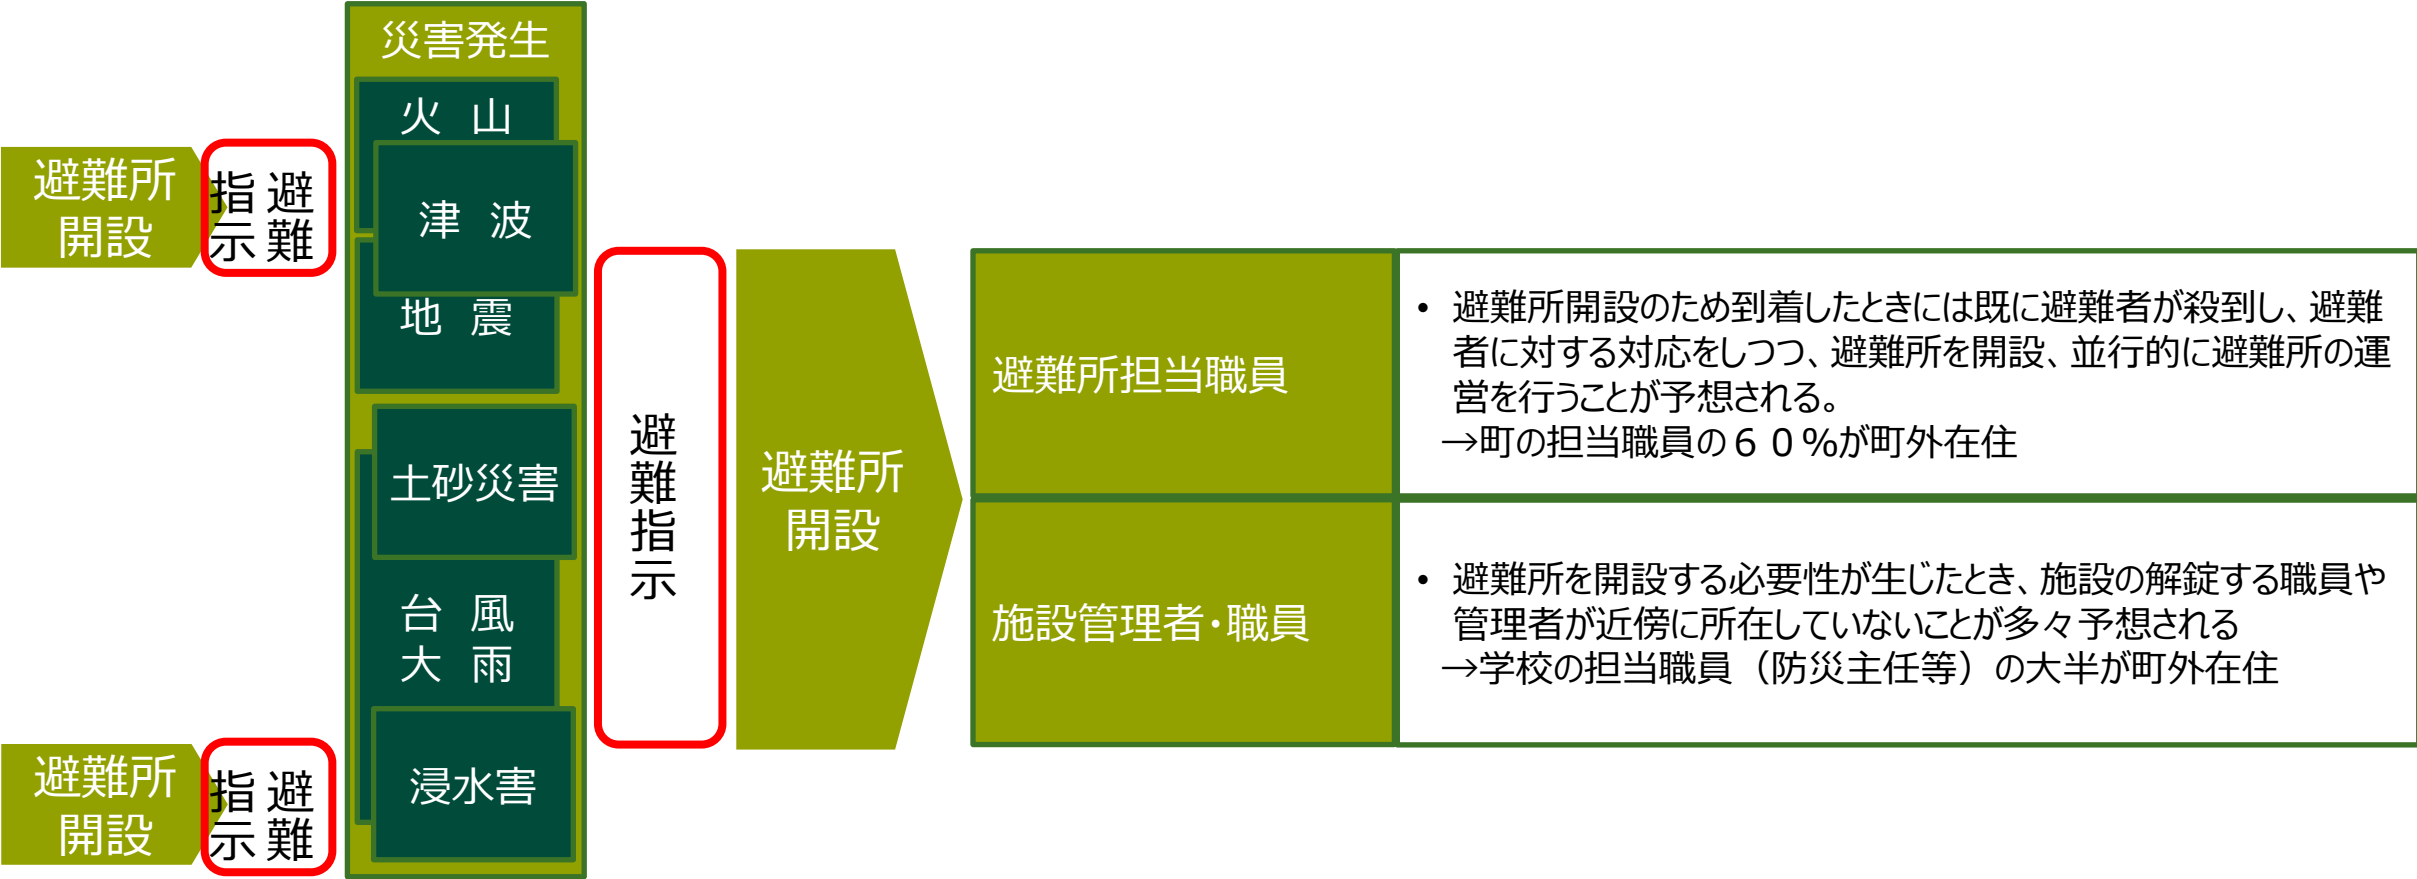 避難所
開設
避難
指示
災害発生
火　山
津　波
地　震
土砂災害
台　風
大　雨
浸水害
避難所
開設
避難
指示
避難指示
避難所
開設
避難所担当職員
• 避難所開設のため到着したときには既に避難者が殺到し、避難
者に対する対応をしつつ、避難所を開設、並行的に避難所の運
営を行うことが予想される。
→町の担当職員の６０%が町外在住
施設管理者・職員
• 避難所を開設する必要性が生じたとき、施設の解錠する職員や
管理者が近傍に所在していないことが多々予想される
→学校の担当職員（防災主任等）の大半が町外在住